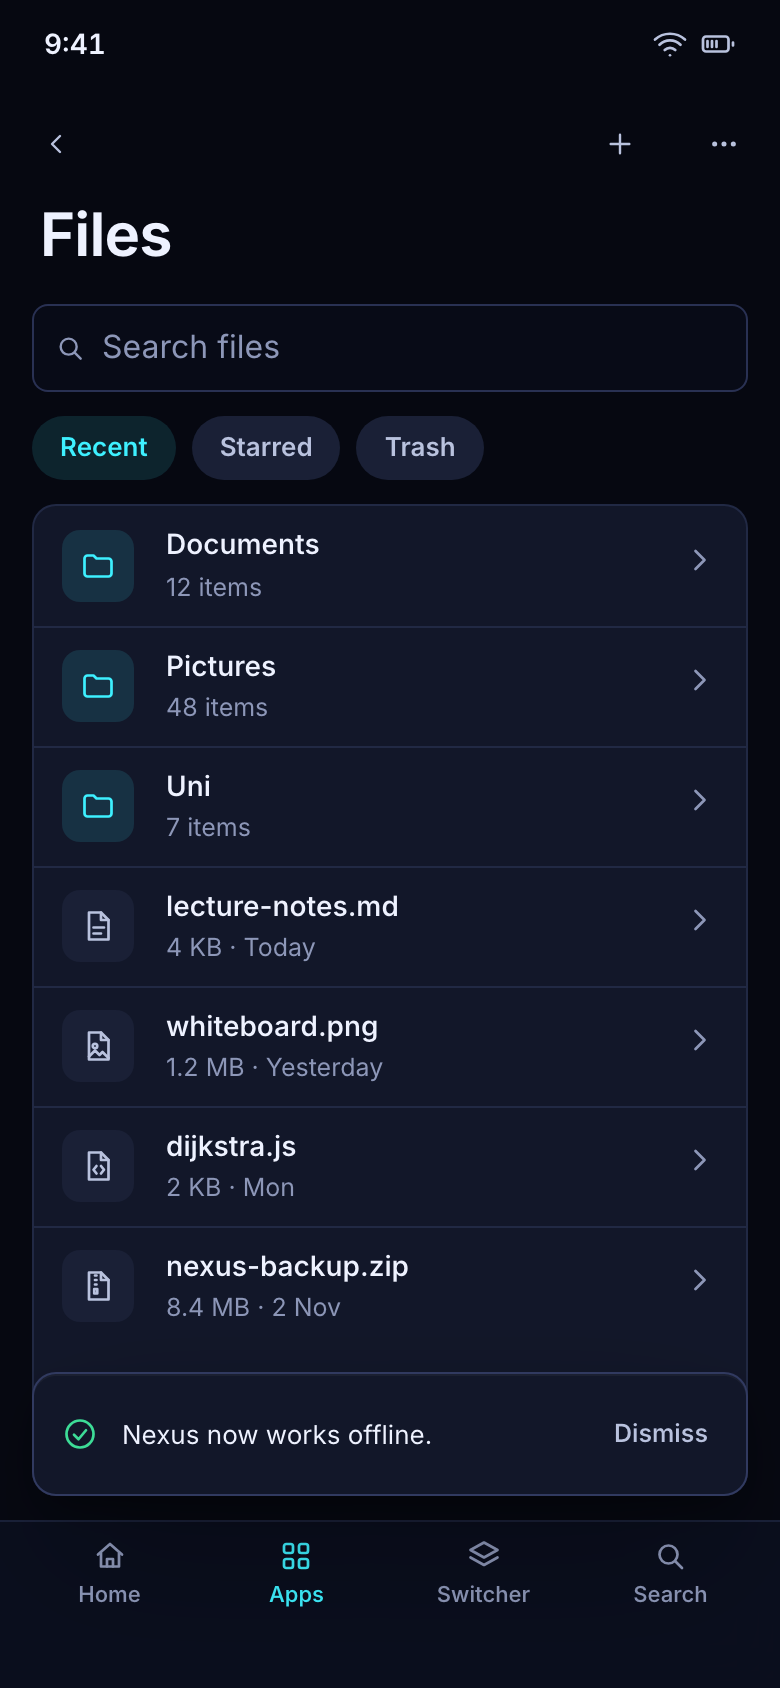 9:41
Files
Search files
Recent Starred Trash
Documents
12 items
Pictures
48 items
Uni
7 items
lecture-notes.md
4 KB · Today
whiteboard.png
1.2 MB · Yesterday
dijkstra.js
2 KB · Mon
nexus-backup.zip
8.4 MB · 2 Nov
Nexus now works offline. Dismiss
Home Apps Switcher Search